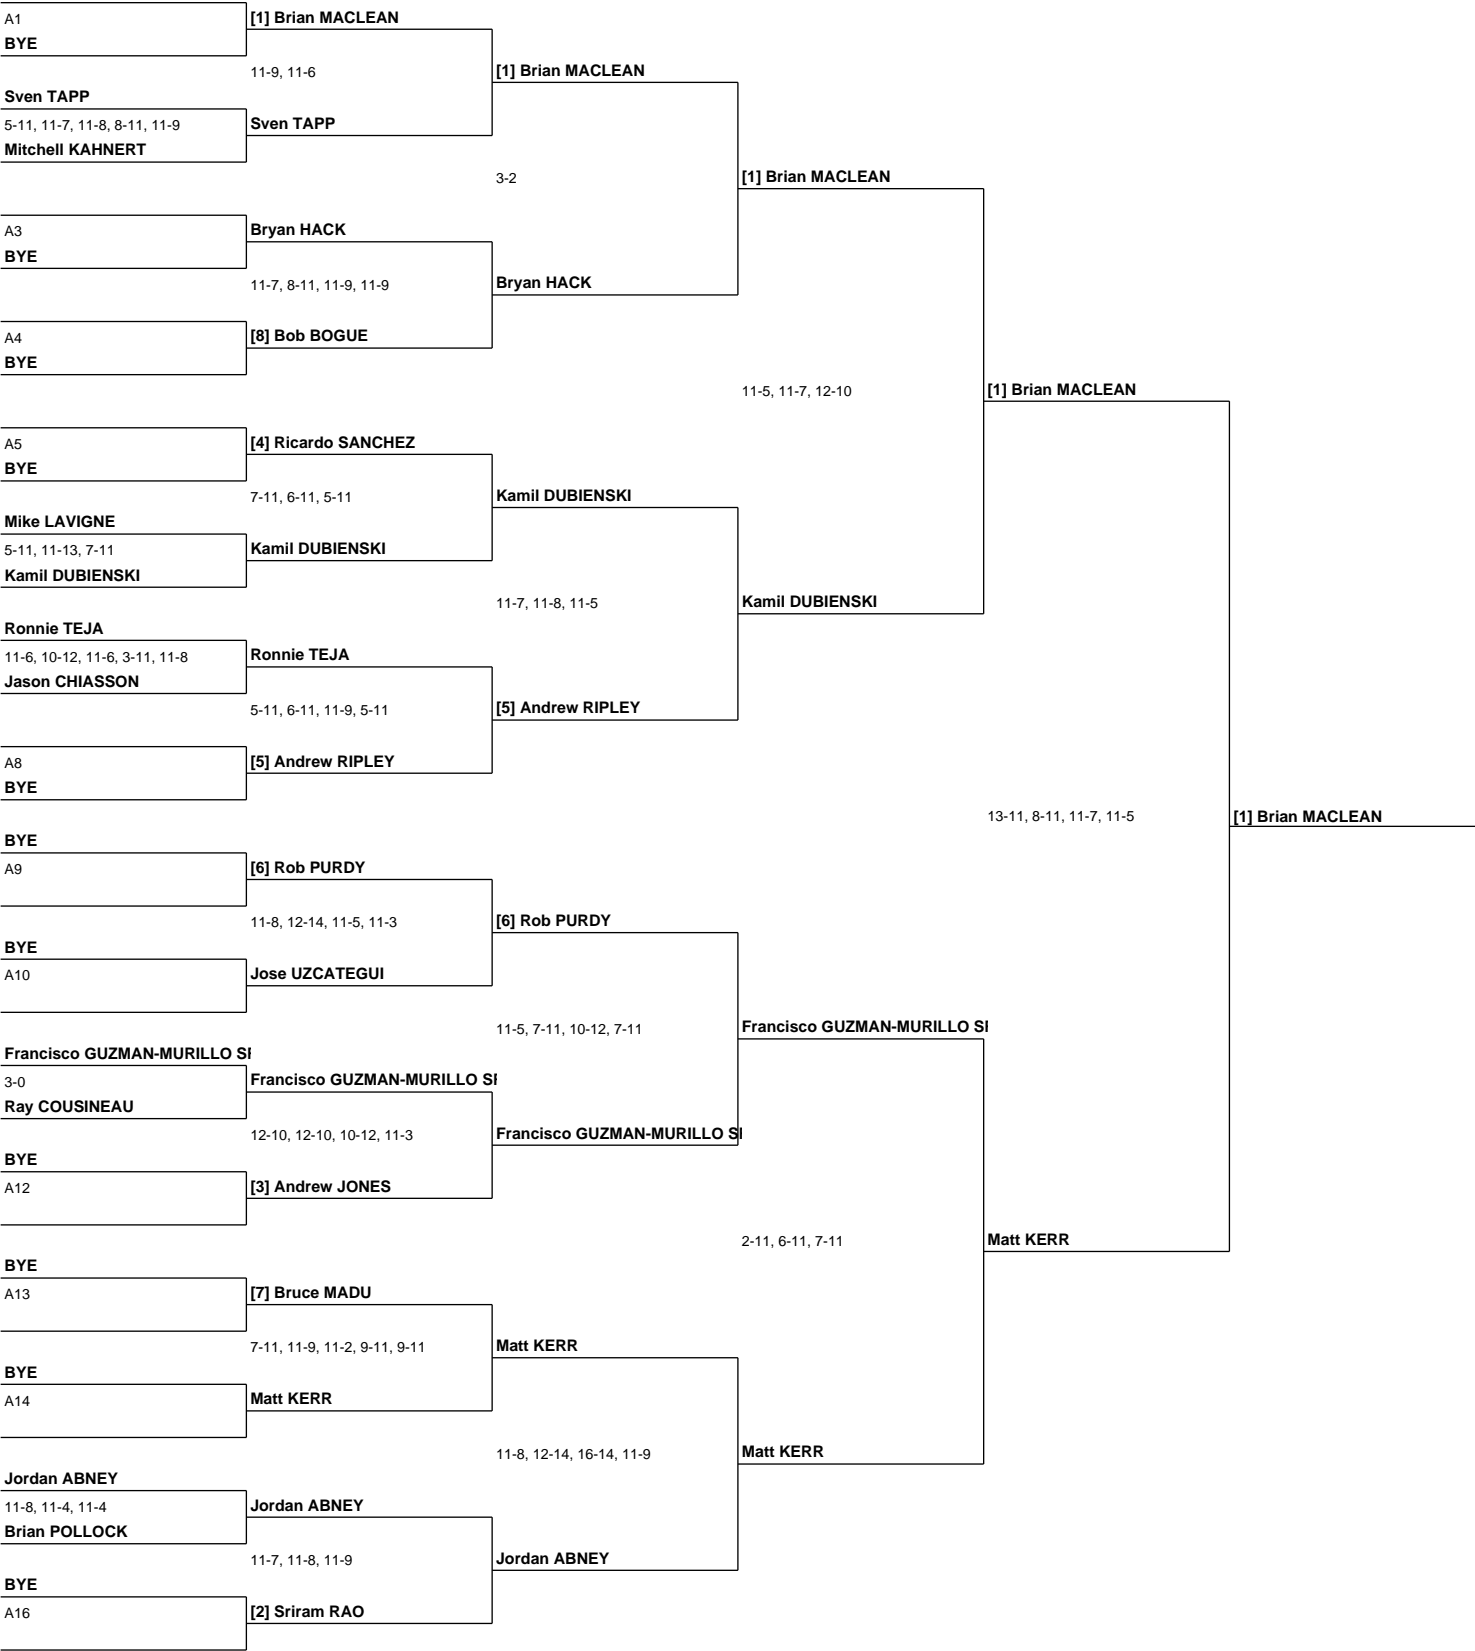 A1
BYE
[1] Brian MACLEAN
11-9, 11-6
[1] Brian MACLEAN
Sven TAPP
5-11, 11-7, 11-8, 8-11, 11-9
Mitchell KAHNERT
Sven TAPP
3-2
[1] Brian MACLEAN
A3
BYE
Bryan HACK
11-7, 8-11, 11-9, 11-9
Bryan HACK
A4
BYE
[8] Bob BOGUE
11-5, 11-7, 12-10
[1] Brian MACLEAN
A5
BYE
[4] Ricardo SANCHEZ
7-11, 6-11, 5-11
Kamil DUBIENSKI
Mike LAVIGNE
5-11, 11-13, 7-11
Kamil DUBIENSKI
Kamil DUBIENSKI
11-7, 11-8, 11-5
Kamil DUBIENSKI
Ronnie TEJA
11-6, 10-12, 11-6, 3-11, 11-8
Jason CHIASSON
Ronnie TEJA
5-11, 6-11, 11-9, 5-11
[5] Andrew RIPLEY
A8
BYE
[5] Andrew RIPLEY
13-11, 8-11, 11-7, 11-5
[1] Brian MACLEAN
BYE
A9
[6] Rob PURDY
11-8, 12-14, 11-5, 11-3
[6] Rob PURDY
BYE
A10
Jose UZCATEGUI
11-5, 7-11, 10-12, 7-11
Francisco GUZMAN-MURILLO
Francisco GUZMAN-MURILLO
3-0
Ray COUSINEAU
Francisco GUZMAN-MURILLO
12-10, 12-10, 10-12, 11-3
Francisco GUZMAN-MURILLO
BYE
A12
[3] Andrew JONES
2-11, 6-11, 7-11
Matt KERR
BYE
A13
[7] Bruce MADU
7-11, 11-9, 11-2, 9-11, 9-11
Matt KERR
BYE
A14
Matt KERR
11-8, 12-14, 16-14, 11-9
Matt KERR
Jordan ABNEY
11-8, 11-4, 11-4
Brian POLLOCK
Jordan ABNEY
11-7, 11-8, 11-9
Jordan ABNEY
BYE
A16
[2] Sriram RAO